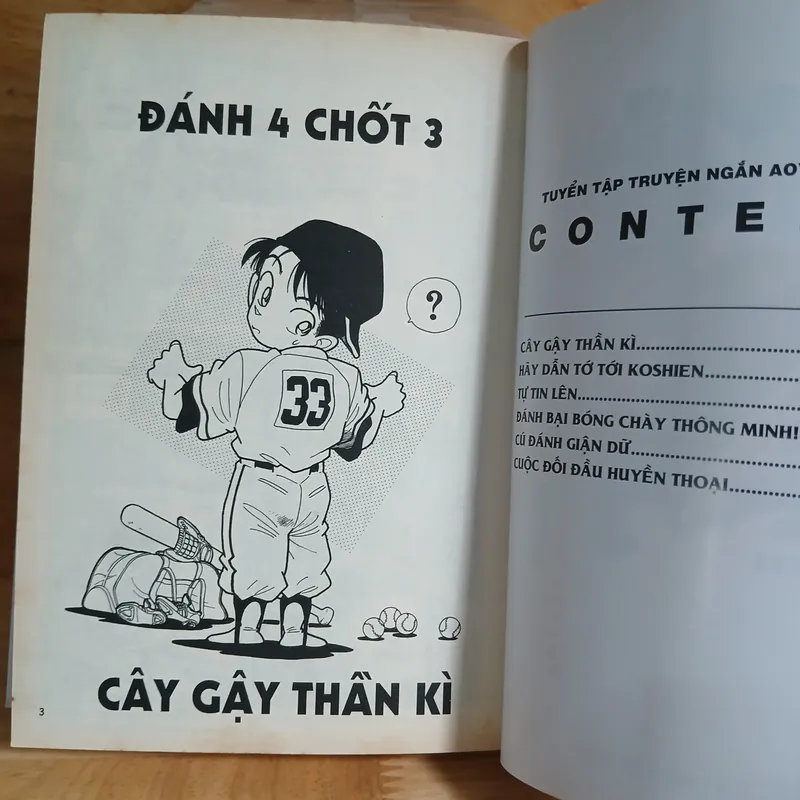 ĐÁNH 4 CHỐT 3
?
33
CÂY GẬY THẦN KÌ
3
TUYỂN TẬP TRUYỆN NGẮN
CÂY GẬY THẦN KÌ
HÃY DẪN TỚ TỚI KOSHIEN
TỰ TIN LÊN
ĐÁNH BẠI BÓNG CHÀY THÔNG MINH!
CÚ ĐÁNH GIẬN DỮ
CUỘC ĐỐI ĐẦU HUYỀN THOẠI